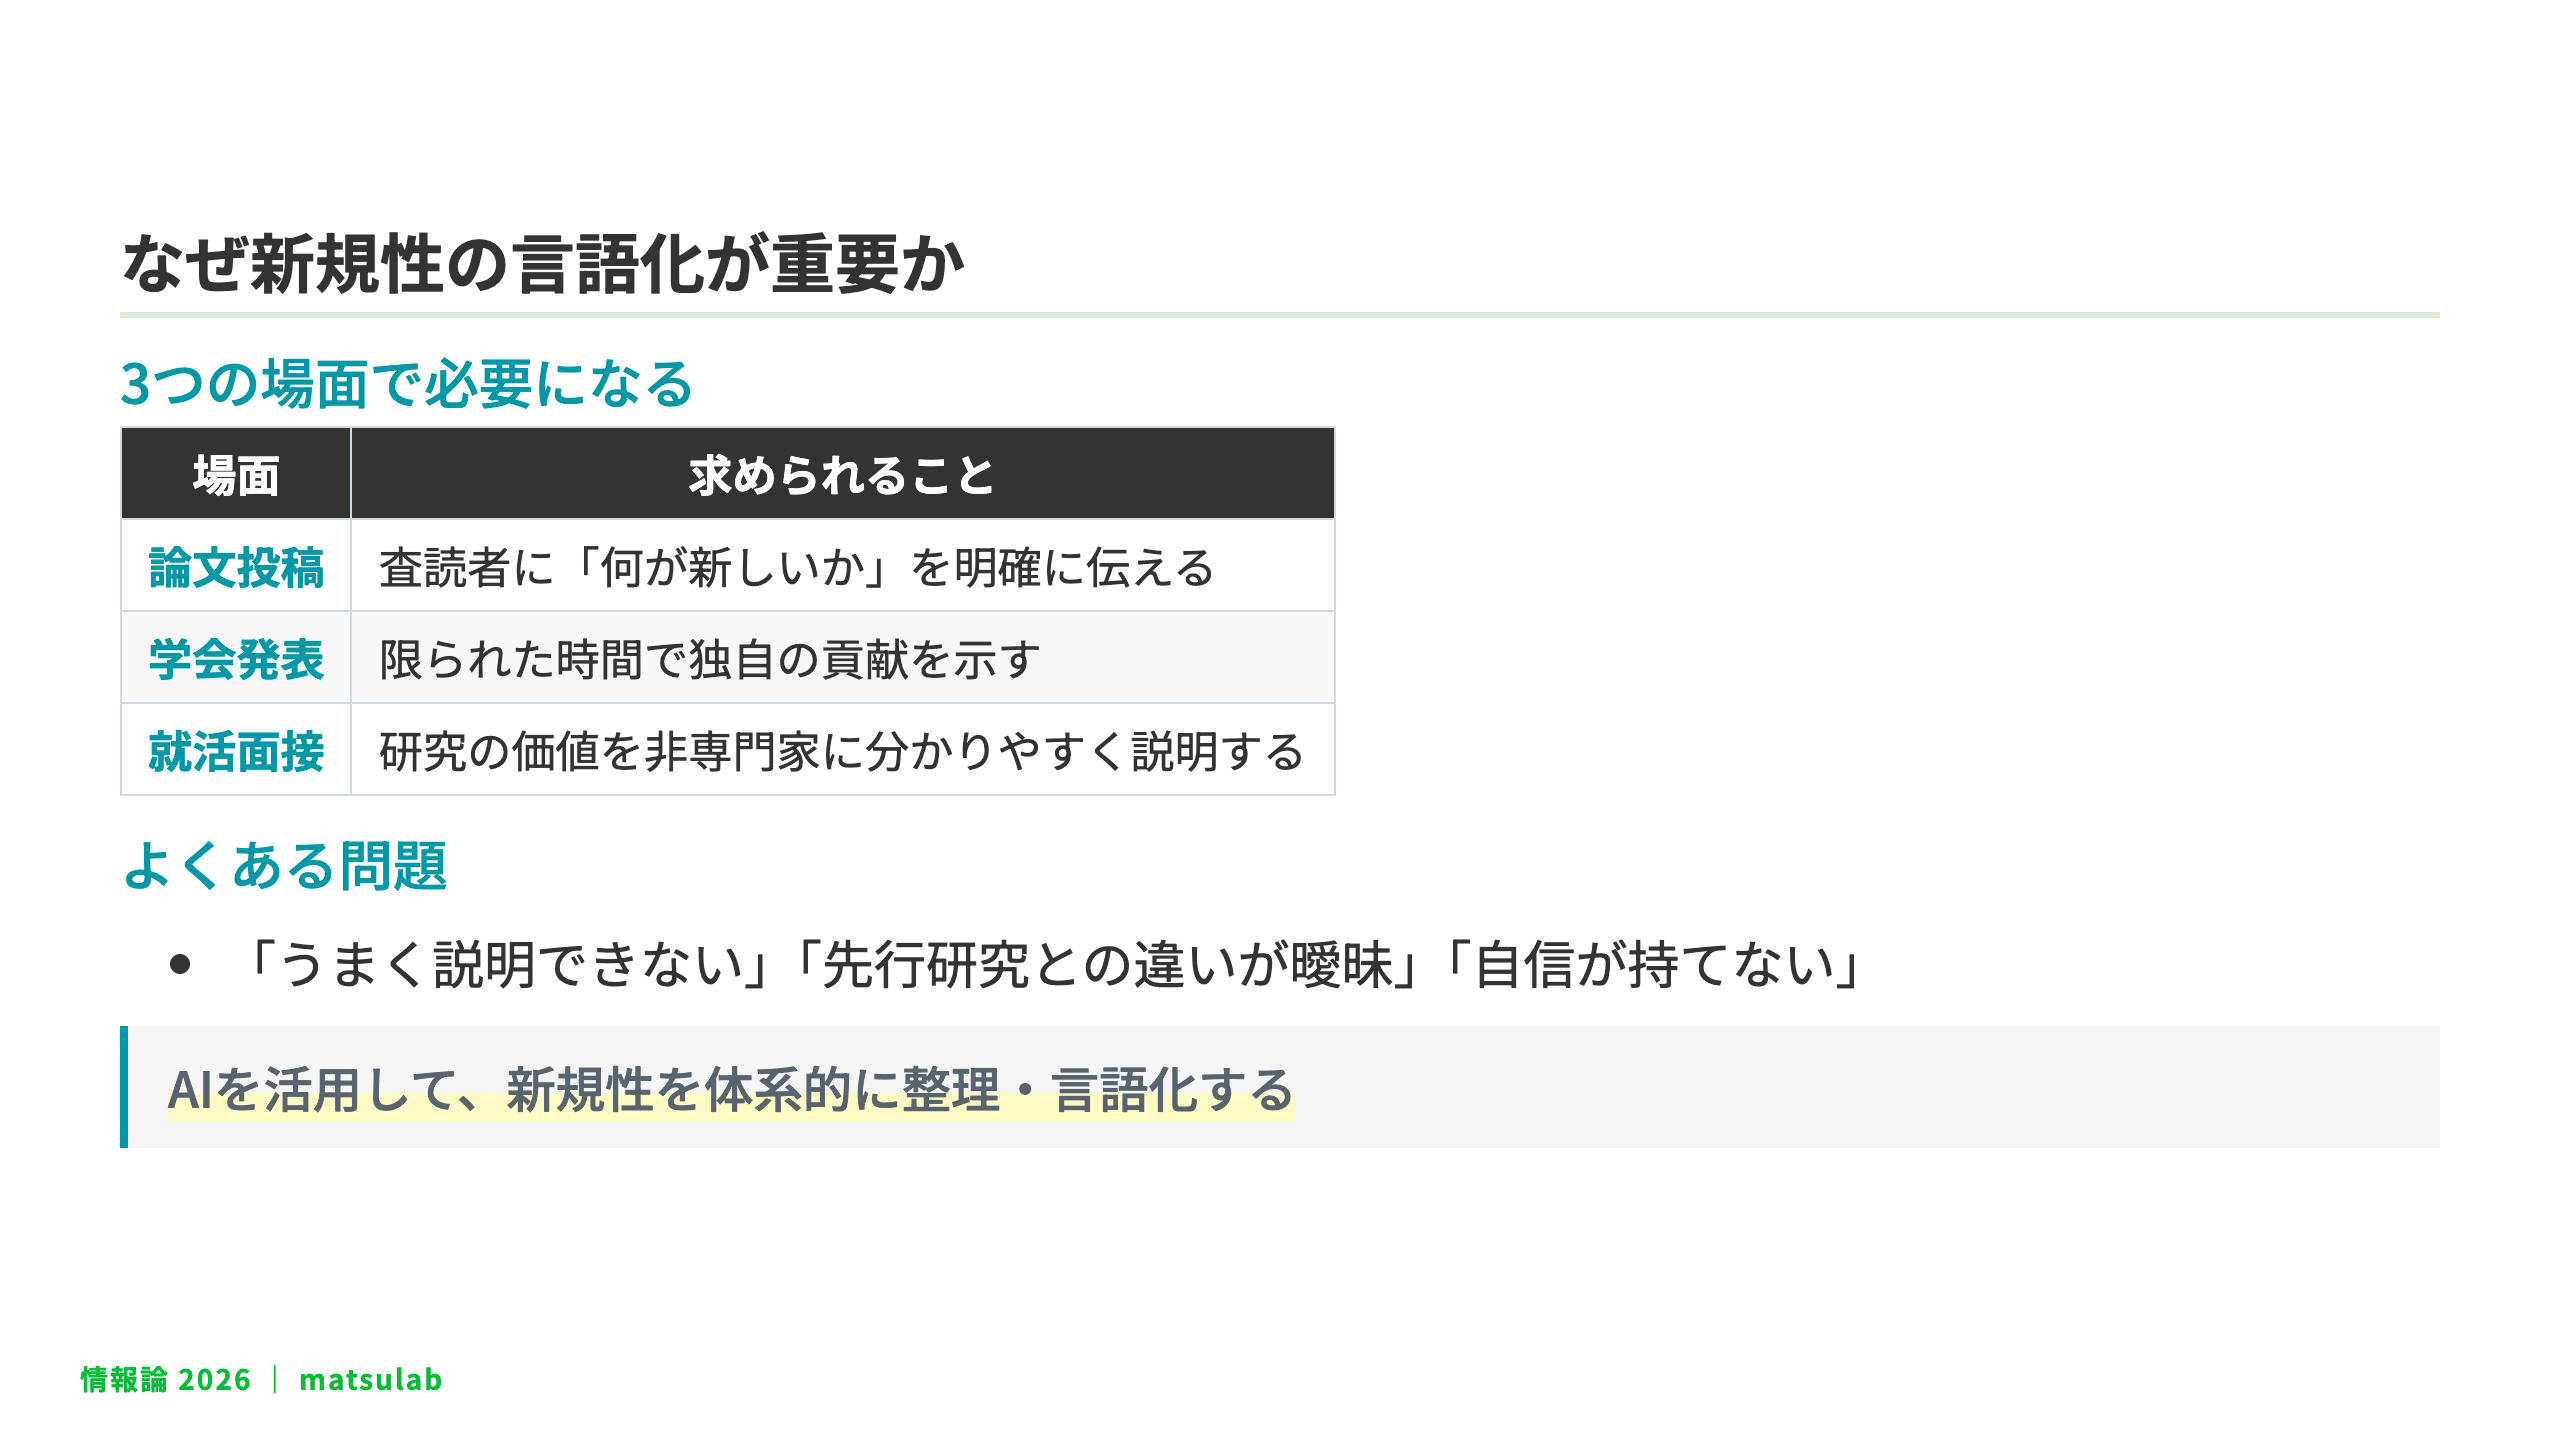 なぜ新規性の言語化が重要か
3つの場面で必要になる
場面 求められること
論文投稿 査読者に「何が新しいか」を明確に伝える
学会発表 限られた時間で独自の貢献を示す
就活面接 研究の価値を非専門家に分かりやすく説明する
よくある問題
• 「うまく説明できない」「先行研究との違いが曖昧」「自信が持てない」
AIを活用して、新規性を体系的に整理・言語化する
情報論 2026 ｜ matsulab